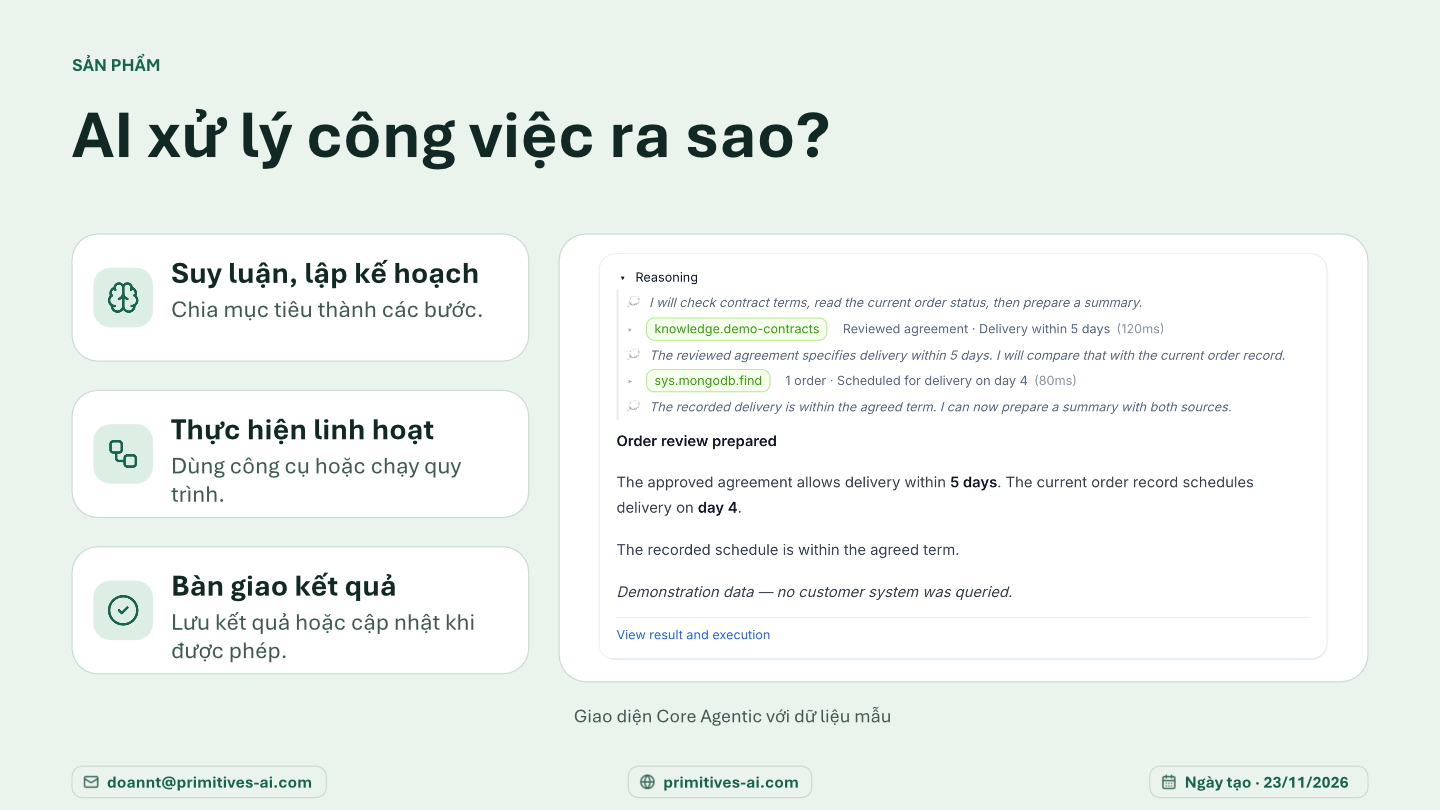 SẢN PHẨM
AI xử lý công việc ra sao?
Suy luận, lập kế hoạch
Chia mục tiêu thành các bước.
Thực hiện linh hoạt
Dùng công cụ hoặc chạy quy
trình.
Bàn giao kết quả
Lưu kết quả hoặc cập nhật khi
được phép.
Reasoning
I will check contract terms, read the current order status, then prepare a summary.
knowledge.demo-contracts Reviewed agreement · Delivery within 5 days (120ms)
The reviewed agreement specifies delivery within 5 days. I will compare that with the current order record.
sys.mongodb.find 1 order · Scheduled for delivery on day 4 (80ms)
The recorded delivery is within the agreed term. I can now prepare a summary with both sources.
Order review prepared
The approved agreement allows delivery within 5 days. The current order record schedules
delivery on day 4.
The recorded schedule is within the agreed term.
Demonstration data — no customer system was queried.
View result and execution
Giao diện Core Agentic với dữ liệu mẫu
doannt@primitives-ai.com
primitives-ai.com
Ngày tạo · 23/11/2026